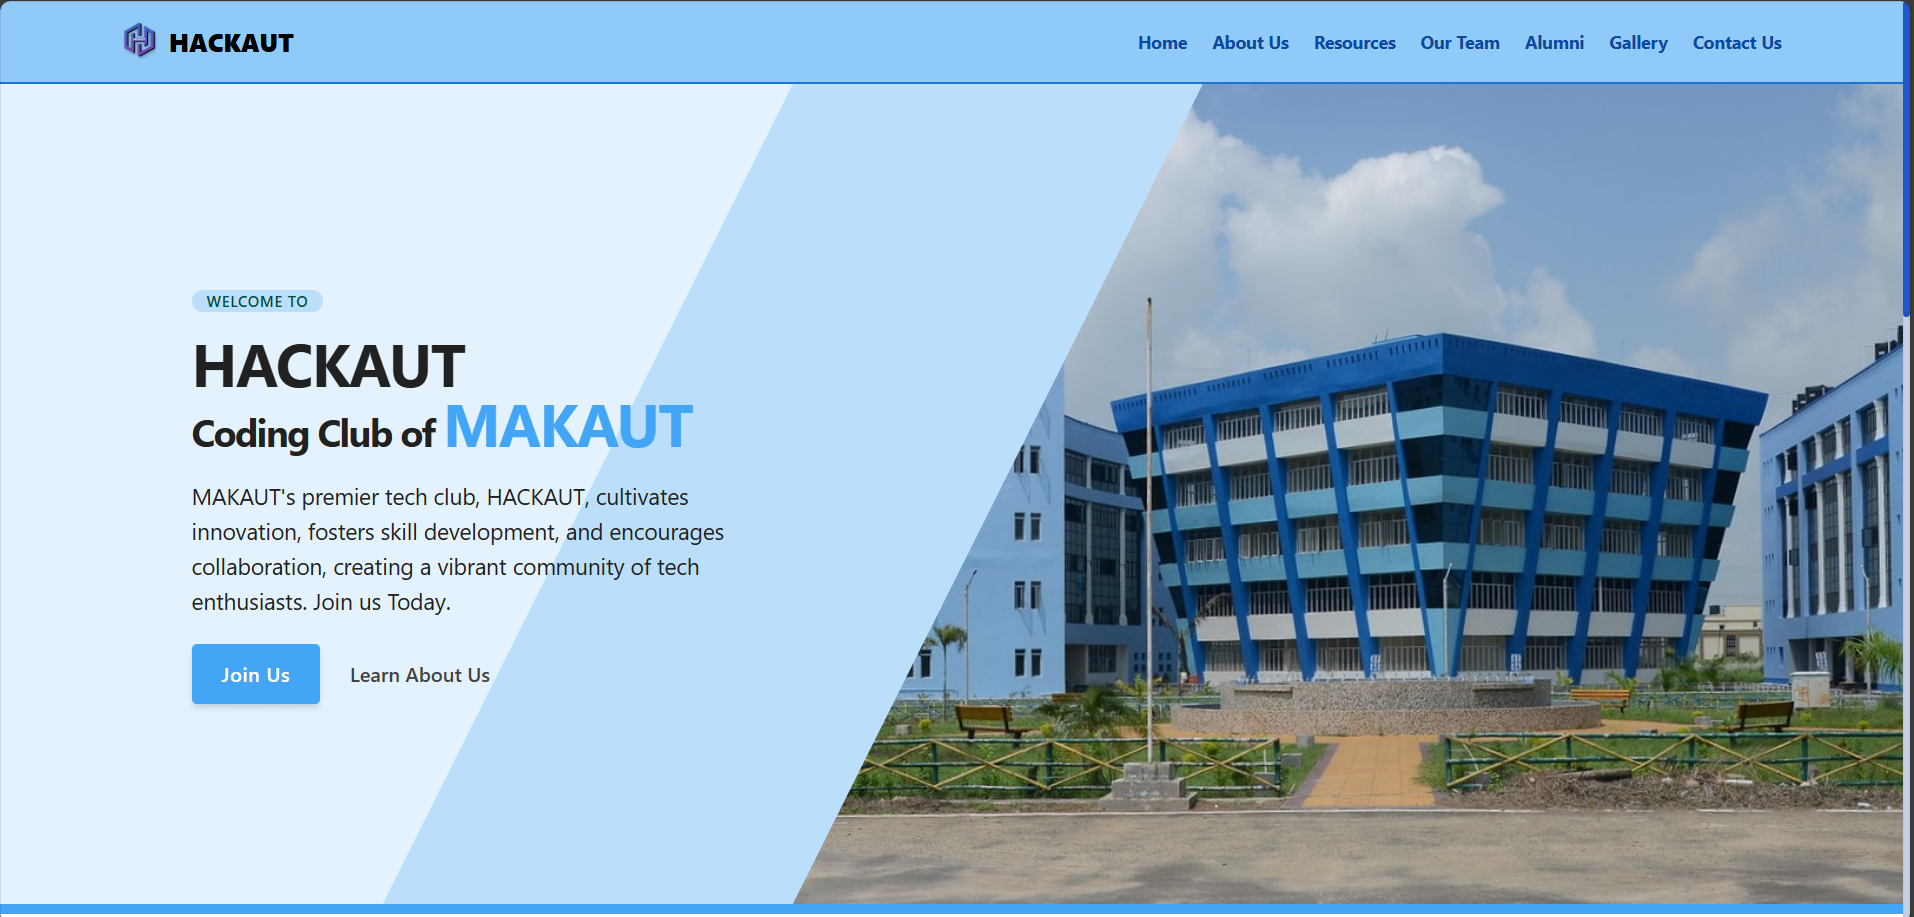 HACKAUT
Home About Us Resources Our Team Alumni Gallery Contact Us
WELCOME TO
HACKAUT
Coding Club of MAKAUT
MAKAUT's premier tech club, HACKAUT, cultivates
innovation, fosters skill development, and encourages
collaboration, creating a vibrant community of tech
enthusiasts. Join us Today.
Join Us Learn About Us